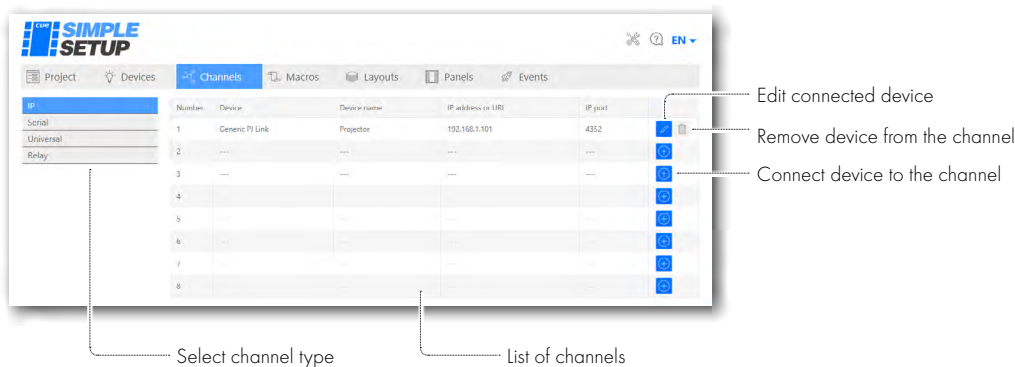 cue SIMPLE
SETUP
EN
Project Devices Channels Macros Layouts Panels Events
IP
Serial
Universal
Relay
Number Device Device name IP address or URI IP port
1 Generic PJ Link Projector 192.168.1.101 4352
2 --- --- --- ---
3 --- --- --- ---
4 --- --- --- ---
5 --- --- --- ---
6 --- --- --- ---
7 --- --- --- ---
8 --- --- --- ---
Edit connected device
Remove device from the channel
Connect device to the channel
Select channel type
List of channels